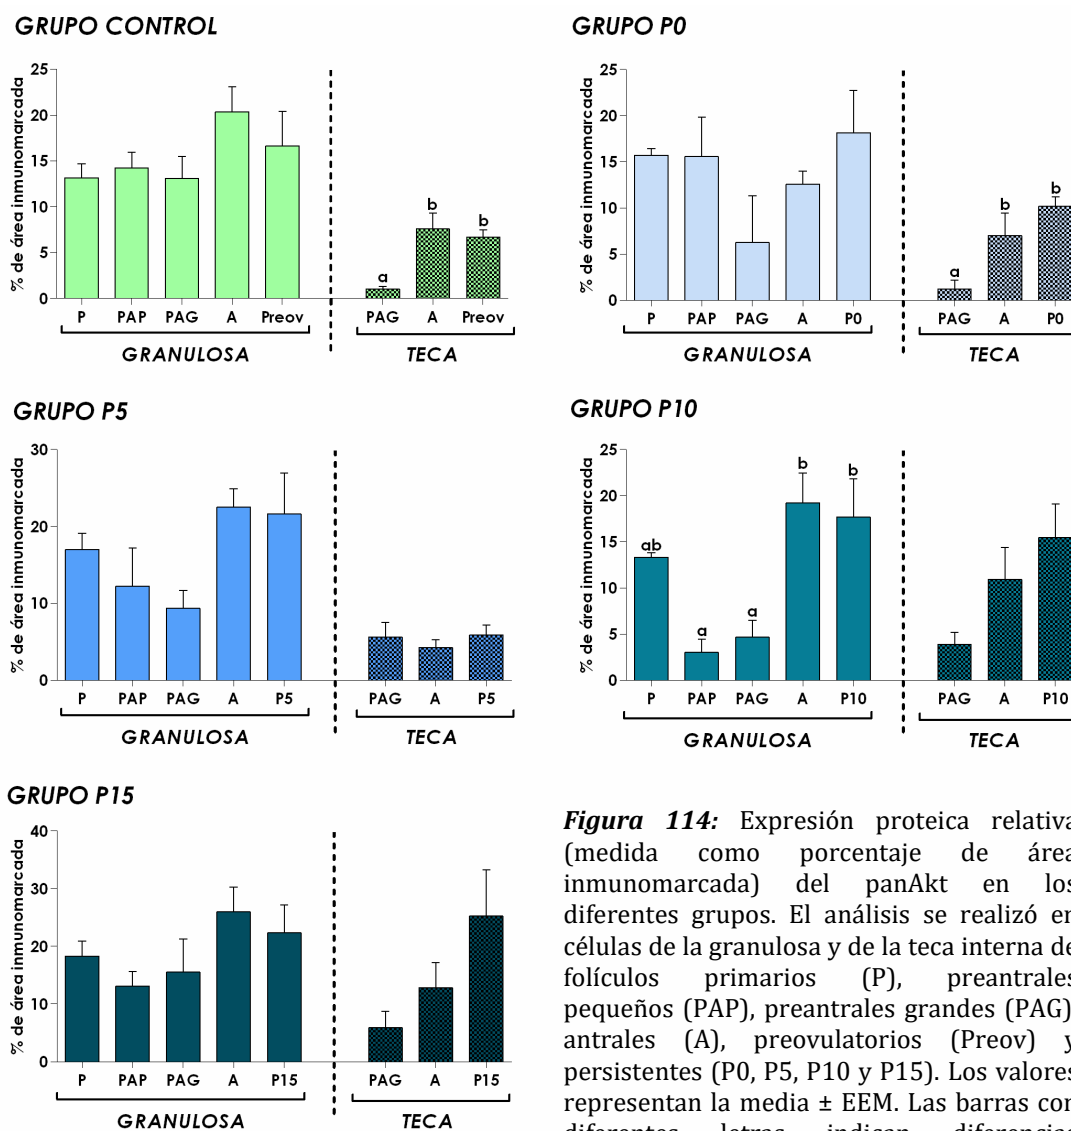 GRUPO CONTROL
% de área inmunomarcada
25
20
15
10
5
0
a
b
b
P PAP PAG A Preov PAG A Preov
GRANULOSA TECA
GRUPO P0
% de área inmunomarcada
25
20
15
10
5
0
a
b
b
P PAP PAG A P0 PAG A P0
GRANULOSA TECA
GRUPO P5
% de área inmunomarcada
30
20
10
0
P PAP PAG A P5 PAG A P5
GRANULOSA TECA
GRUPO P10
% de área inmunomarcada
25
20
15
10
5
0
ab
a
a
b
b
P PAP PAG A P10 PAG A P10
GRANULOSA TECA
GRUPO P15
% de área inmunomarcada
40
30
20
10
0
P PAP PAG A P15 PAG A P15
GRANULOSA TECA
Figura 114: Expresión proteica relativa
(medida como porcentaje de área
inmunomarcada) del panAkt en los
diferentes grupos. El análisis se realizó en
células de la granulosa y de la teca interna de
folículos primarios (P), preantrales
pequeños (PAP), preantrales grandes (PAG)
antrales (A), preovulatorios (Preov) y
persistentes (P0, P5, P10 y P15). Los valores
representan la media ± EEM. Las barras con
diferentes letras indican diferencias